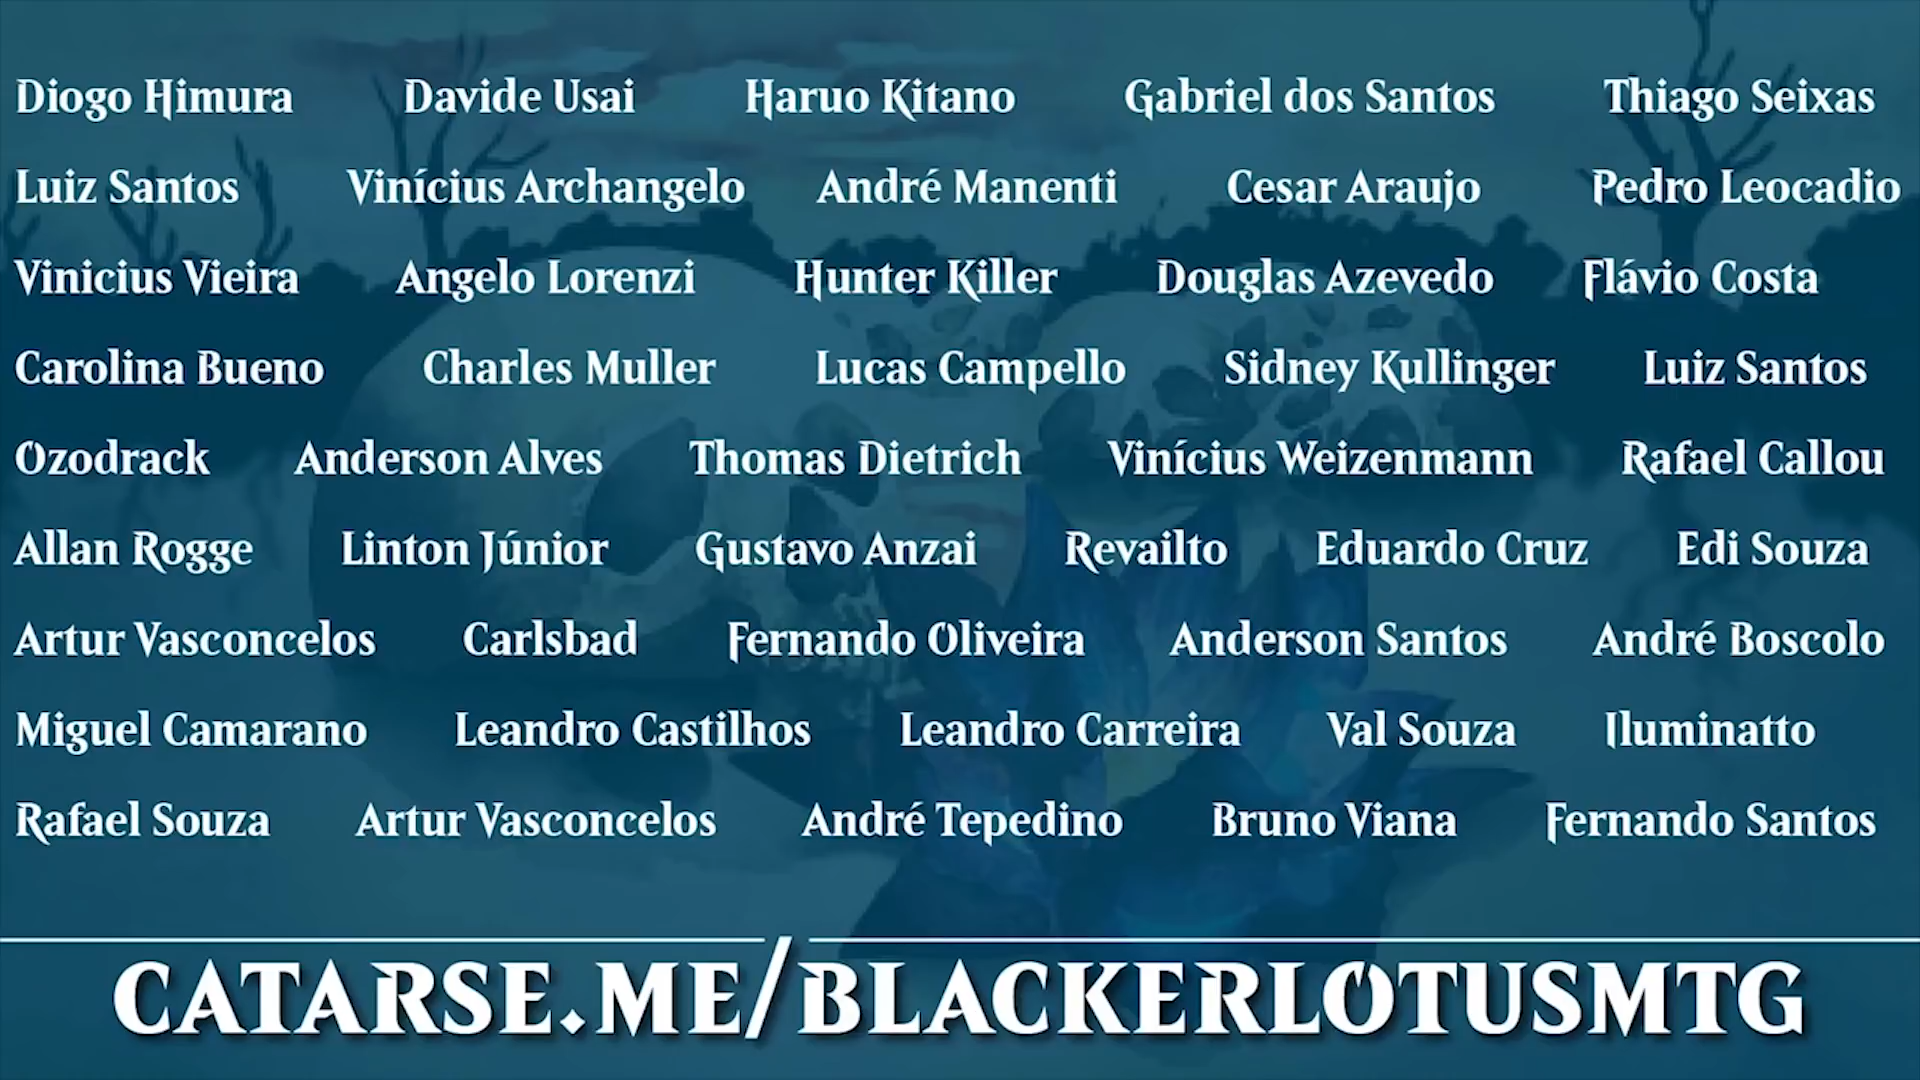 Diogo Himura Davide Usai Haruo Kitano Gabriel dos Santos Thiago Seixas
Luiz Santos Vinícius Archangelo André Manenti Cesar Araujo Pedro Leocadio
Vinicius Vieira Angelo Lorenzi Hunter Killer Douglas Azevedo Flávio Costa
Carolina Bueno Charles Muller Lucas Campello Sidney Kullinger Luiz Santos
Ozodrack Anderson Alves Thomas Dietrich Vinícius Weizenmann Rafael Callou
Allan Rogge Linton Júnior Gustavo Anzai Revailto Eduardo Cruz Edi Souza
Artur Vasconcelos Carlsbad Fernando Oliveira Anderson Santos André Boscolo
Miguel Camarano Leandro Castilhos Leandro Carreira Val Souza Iluminatto
Rafael Souza Artur Vasconcelos André Tepedino Bruno Viana Fernando Santos
CATARSE.ME/BLACKERLOTUSMTG